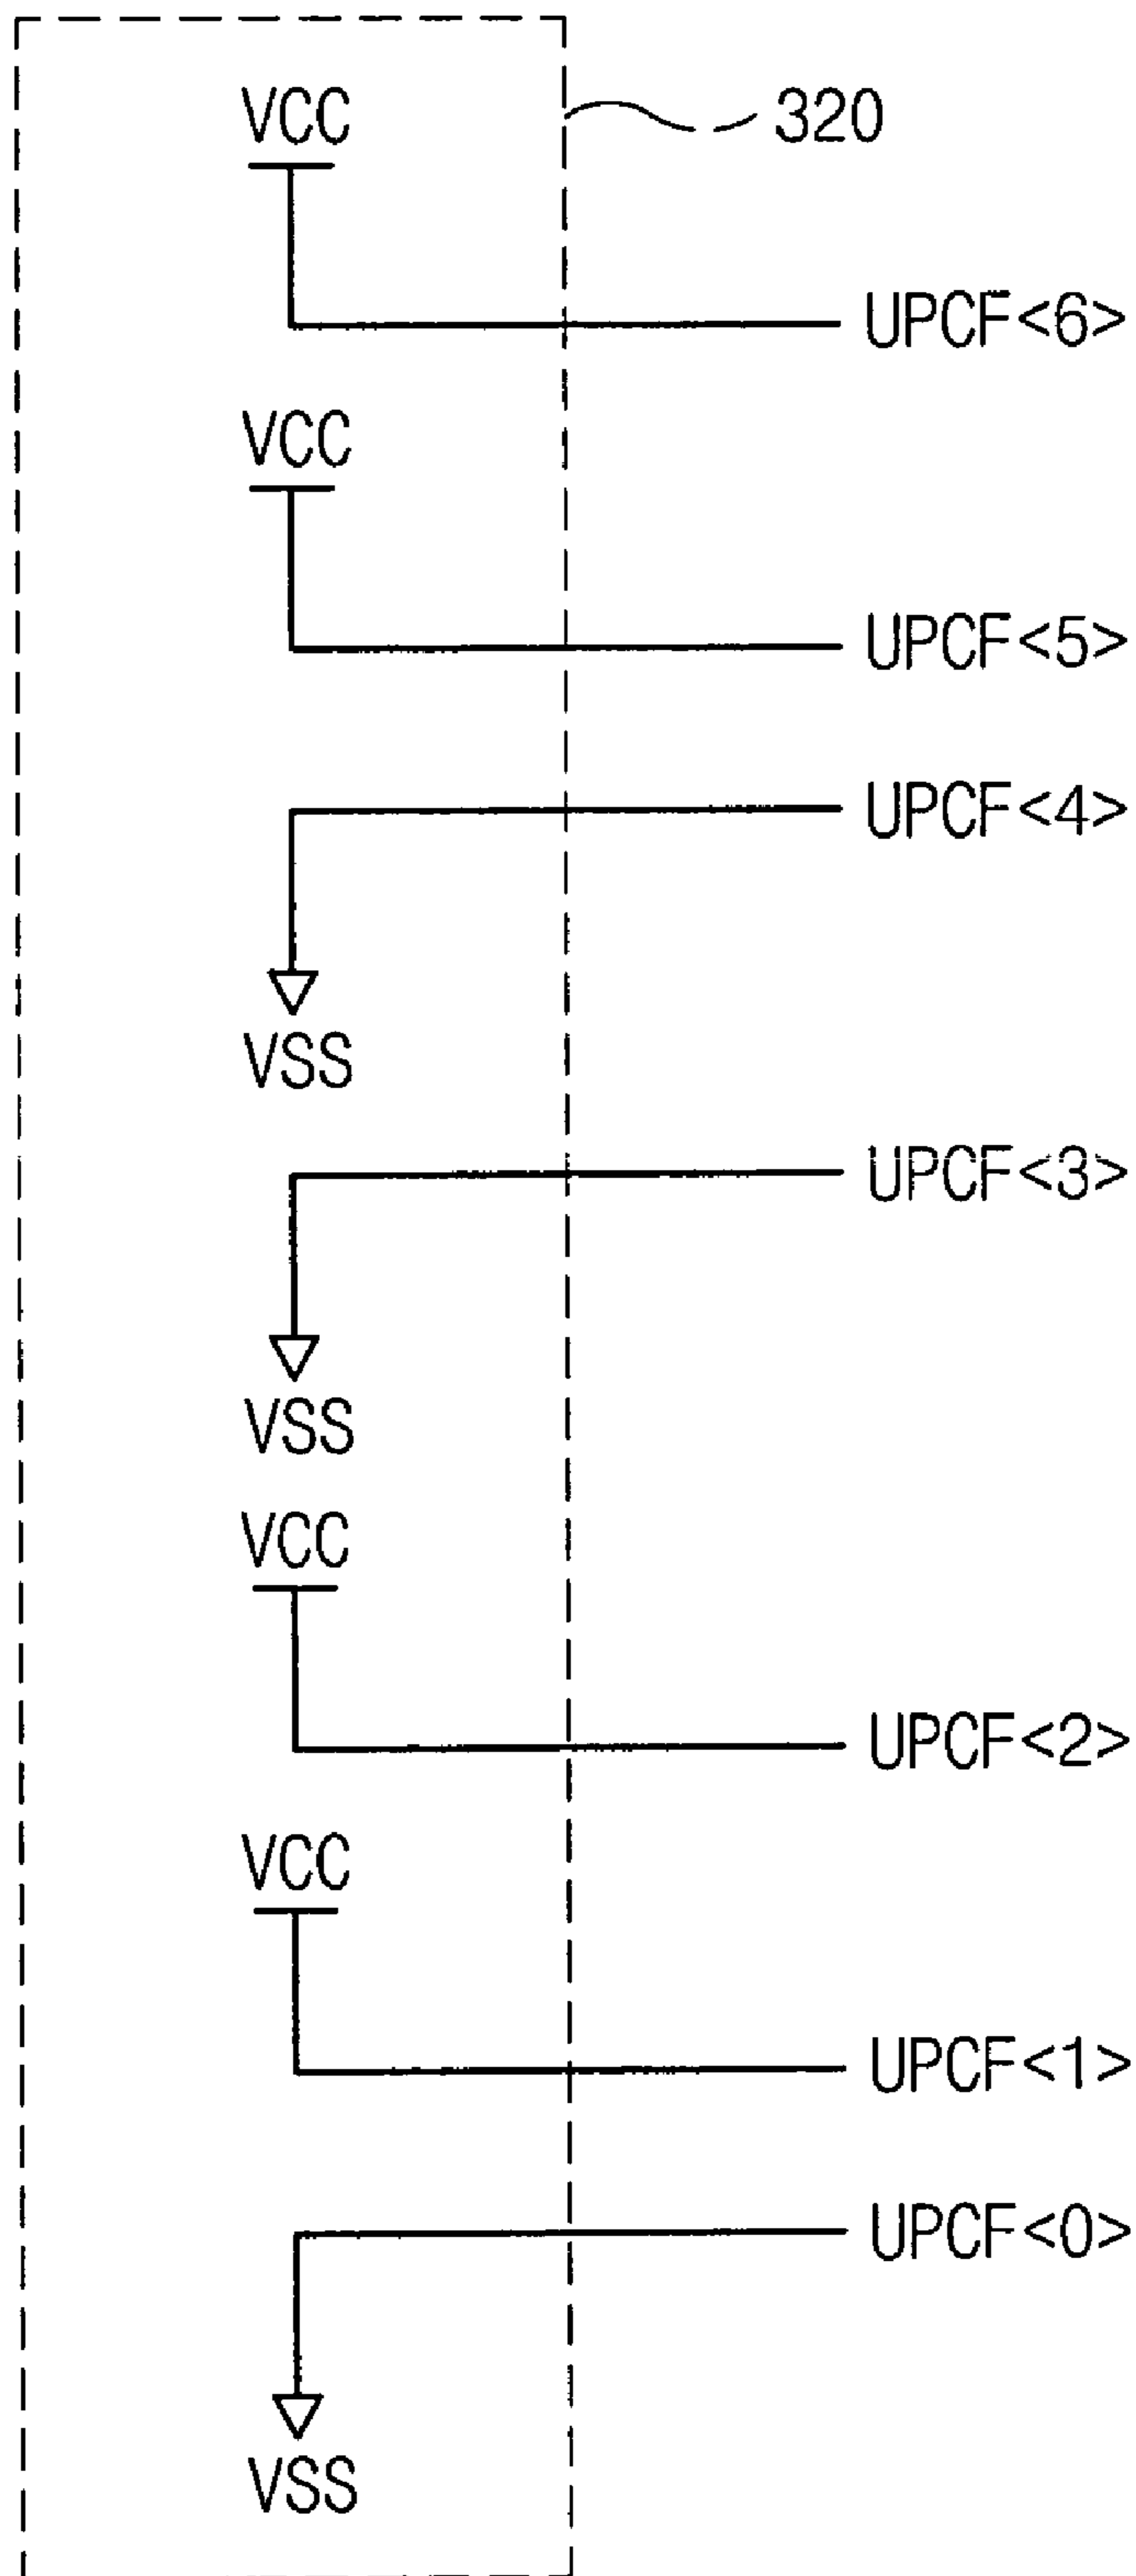 VCC
320
UPCF<6>
VCC
UPCF<5>
UPCF<4>
VSS
UPCF<3>
VSS
VCC
UPCF<2>
VCC
UPCF<1>
UPCF<0>
VSS